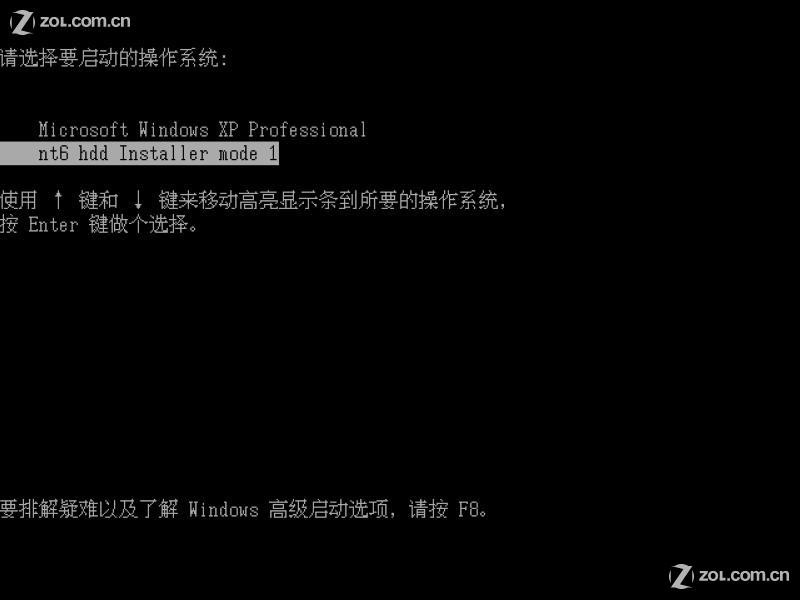 ZOL.COM.CN
请选择要启动的操作系统:
Microsoft Windows XP Professional
nt6 hdd Installer mode 1
使用 ↑ 键和 ↓ 键来移动高亮显示条到所要的操作系统,
按 Enter 键做个选择。
要排解疑难以及了解 Windows 高级启动选项, 请按 F8。
ZOL.COM.CN